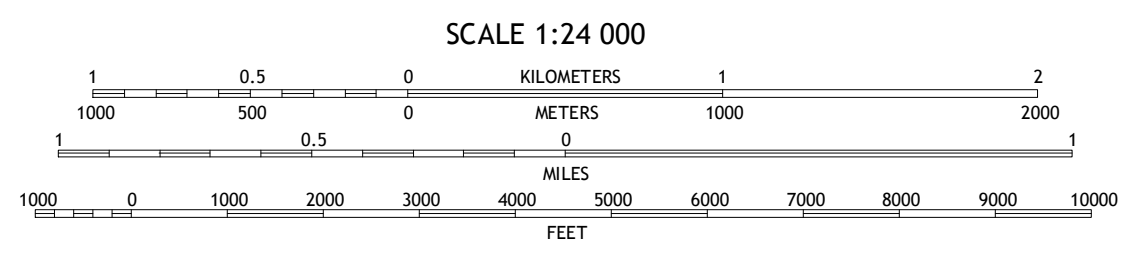 SCALE 1:24 000
1 0.5 0 KILOMETERS 1 2
1000 500 0 METERS 1000 2000
1 0.5 0 1
MILES
1000 0 1000 2000 3000 4000 5000 6000 7000 8000 9000 10000
FEET